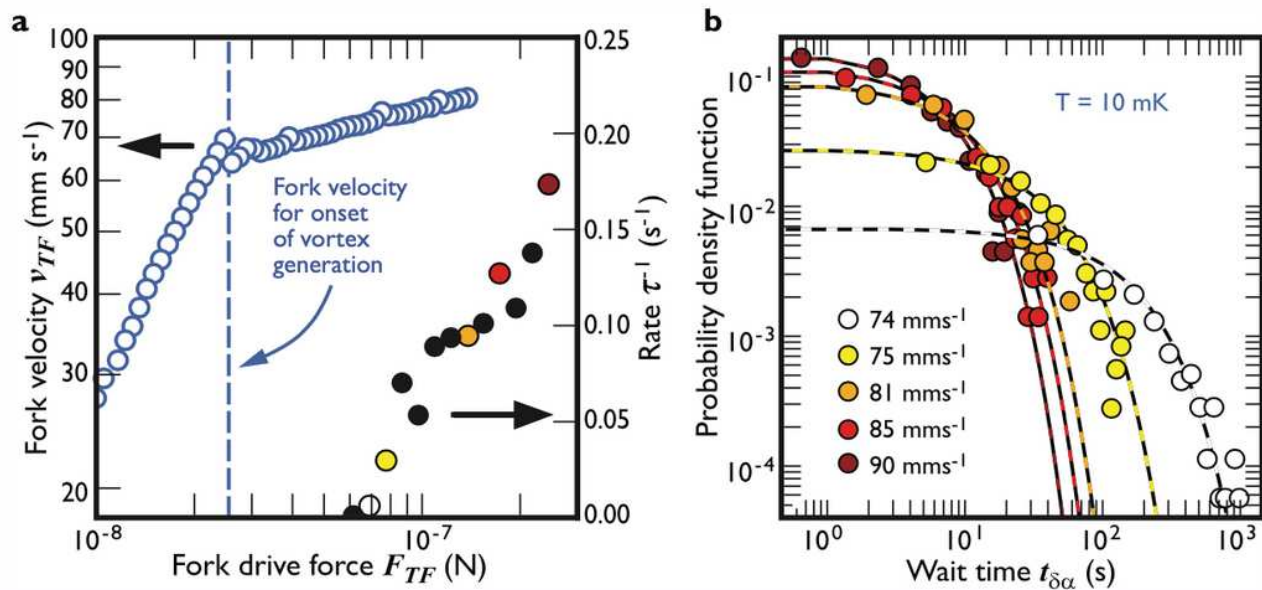 a
100
90
80
70
60
50
40
30
20
Fork velocity v_TF (mm s⁻¹)
Fork velocity
for onset
of vortex
generation
0.25
0.20
0.15
0.10
0.05
0.00
Rate τ⁻¹ (s⁻¹)
10⁻⁸
10⁻⁷
Fork drive force F_TF (N)
b
10⁻¹
10⁻²
10⁻³
10⁻⁴
Probability density function
T = 10 mK
74 mms⁻¹
75 mms⁻¹
81 mms⁻¹
85 mms⁻¹
90 mms⁻¹
10⁰
10¹
10²
10³
Wait time t_δα (s)